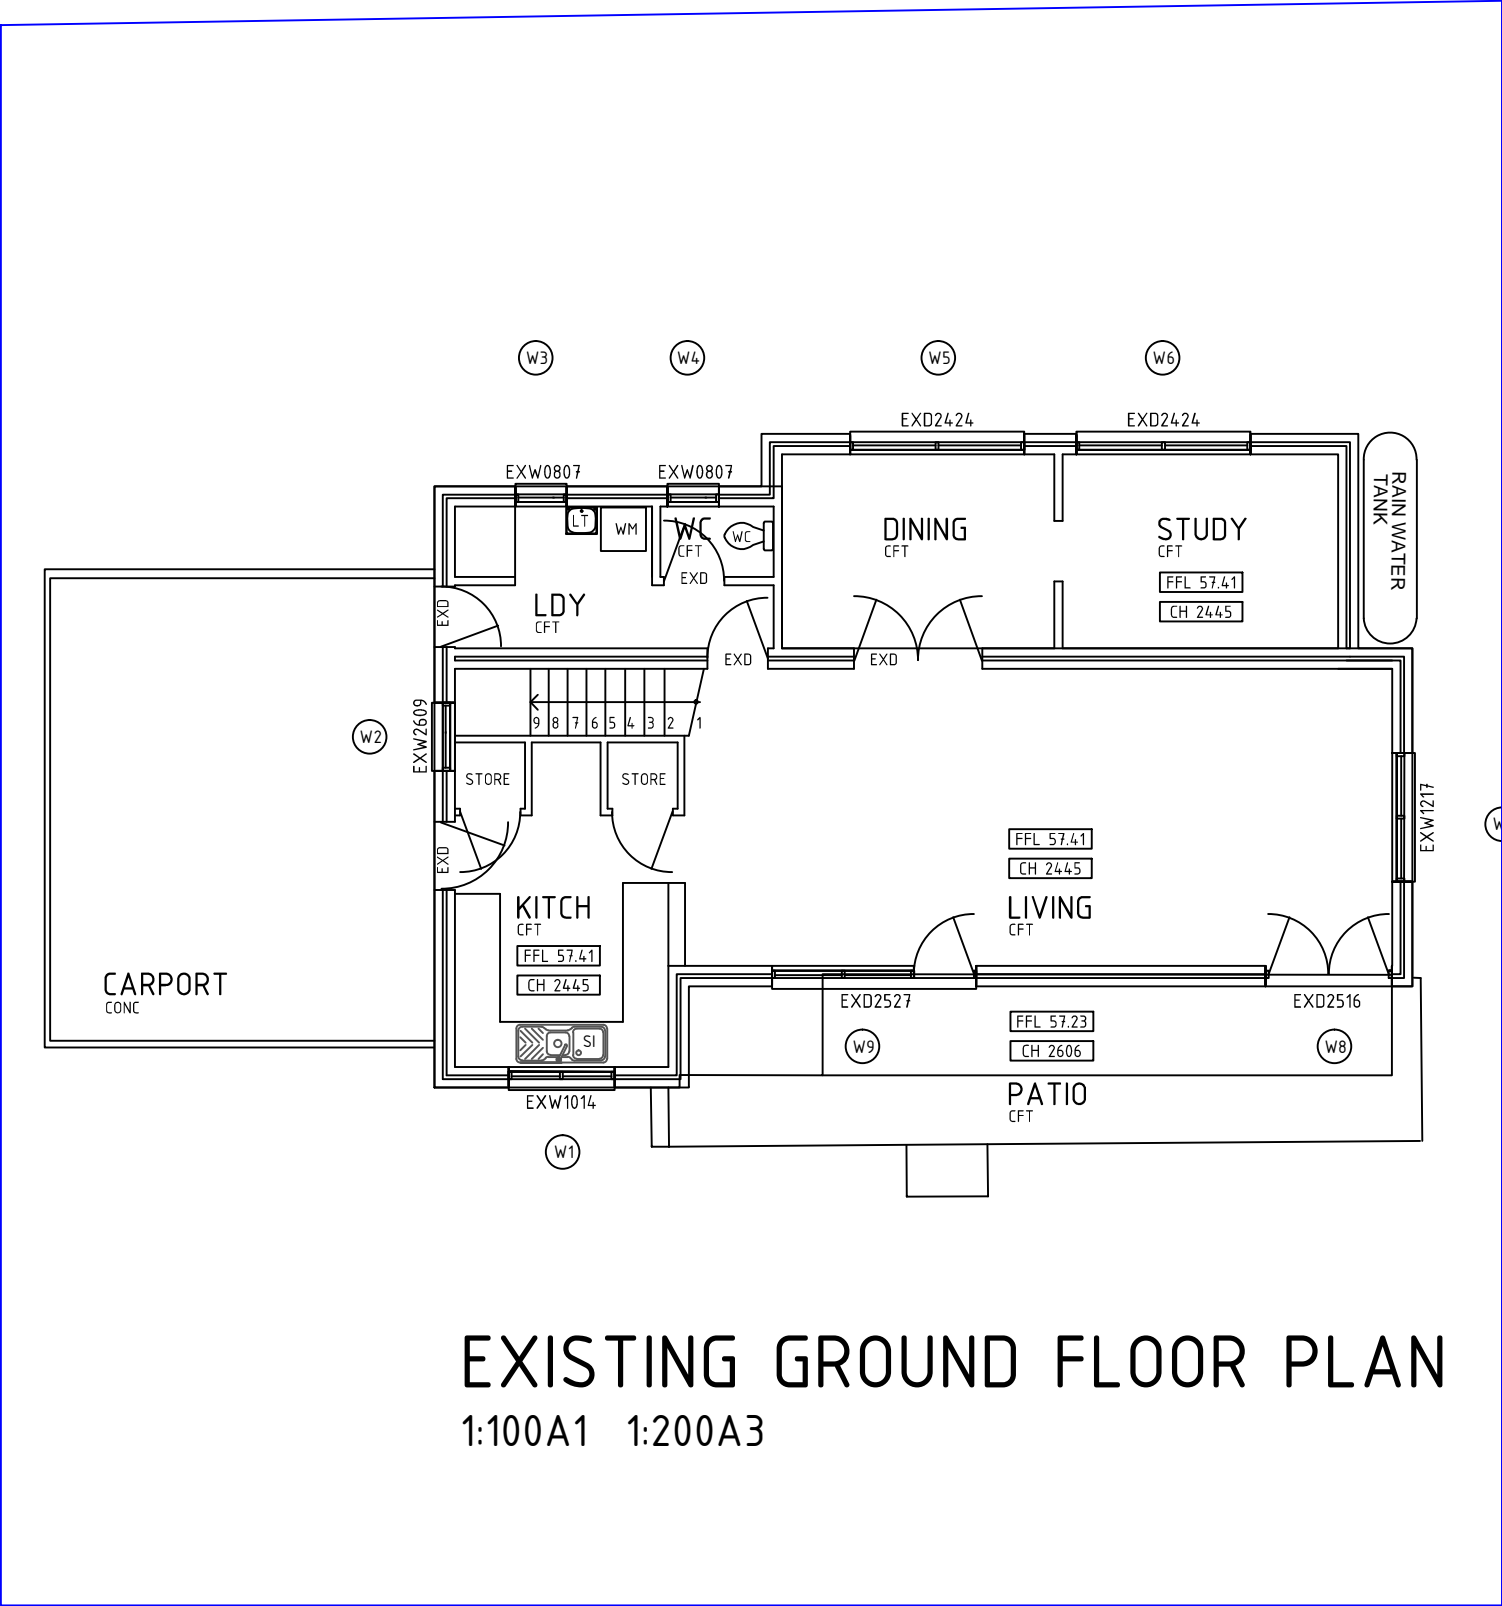 W3
W4
W5
W6
EXD2424
EXD2424
EXW0807
EXW0807
RAIN WATER
TANK
LT
WM
WC
CFT
WC
EXD
DINING
CFT
STUDY
CFT
FFL 57.41
CH 2445
EXD
LDY
CFT
EXD
EXD
W2
EXW2609
9
8
7
6
5
4
3
2
1
STORE
STORE
EXD
EXW1217
FFL 57.41
CH 2445
LIVING
CFT
KITCH
CFT
FFL 57.41
CH 2445
CARPORT
CONC
SI
EXD2527
EXD2516
W9
W8
FFL 57.23
CH 2606
PATIO
CFT
EXW1014
W1
EXISTING GROUND FLOOR PLAN
1:100A1 1:200A3